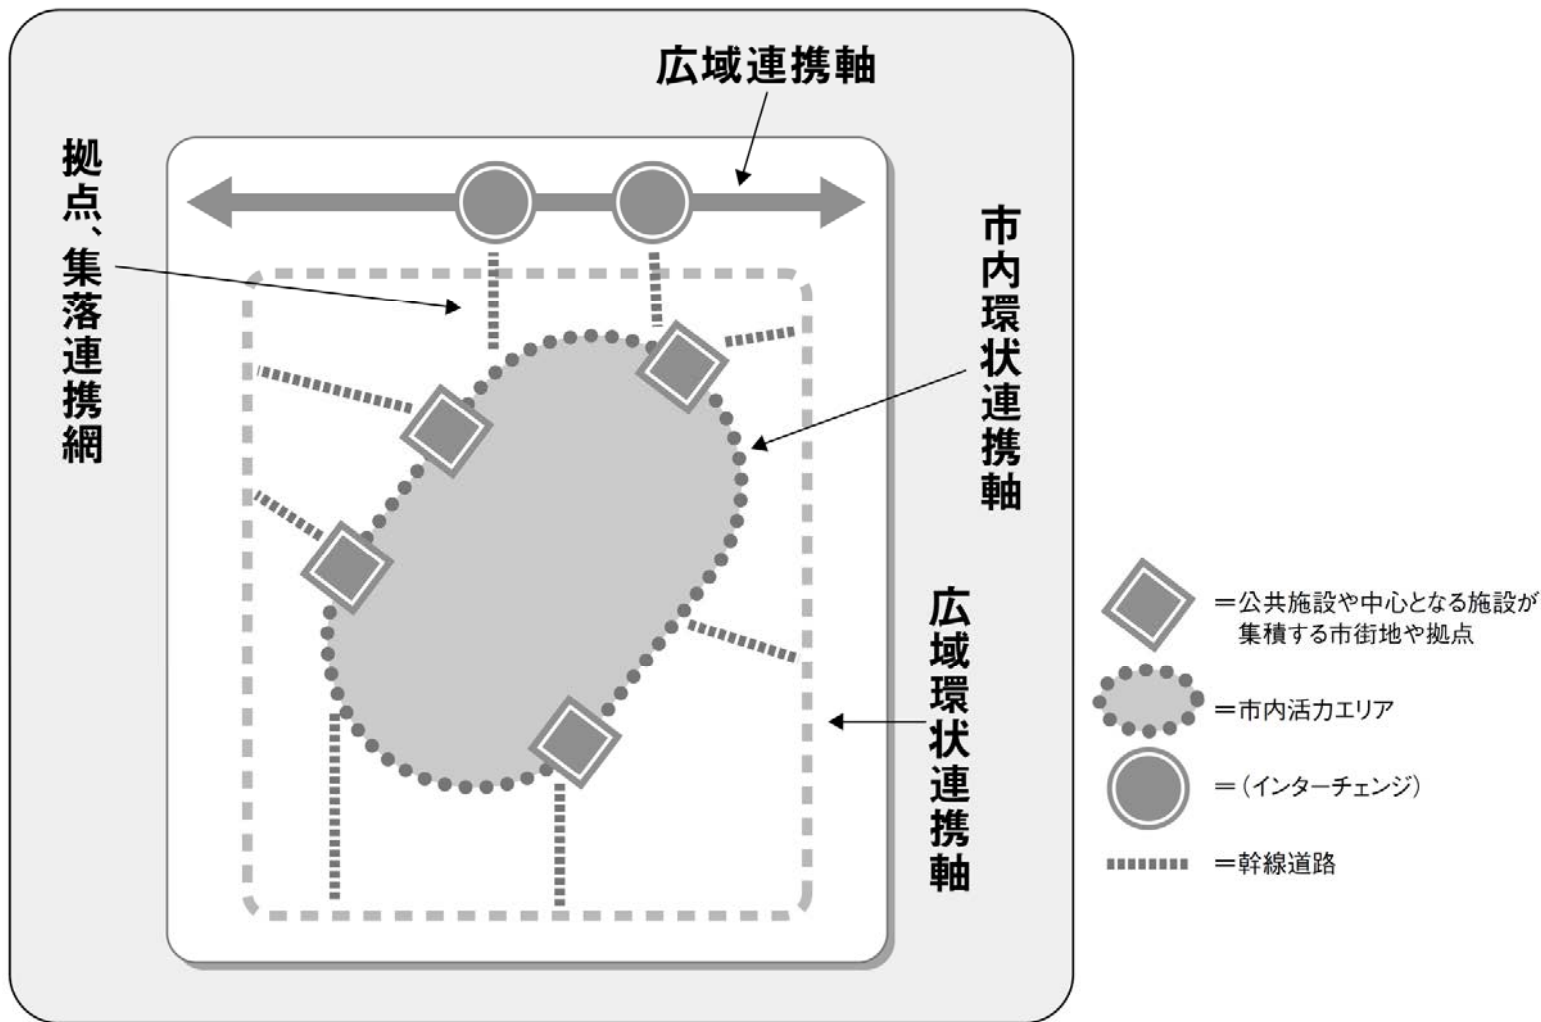 広域連携軸
拠点、集落連携網
市内環状連携軸
広域環状連携軸
＝公共施設や中心となる施設が
集積する市街地や拠点
＝市内活力エリア
＝（インターチェンジ）
＝幹線道路